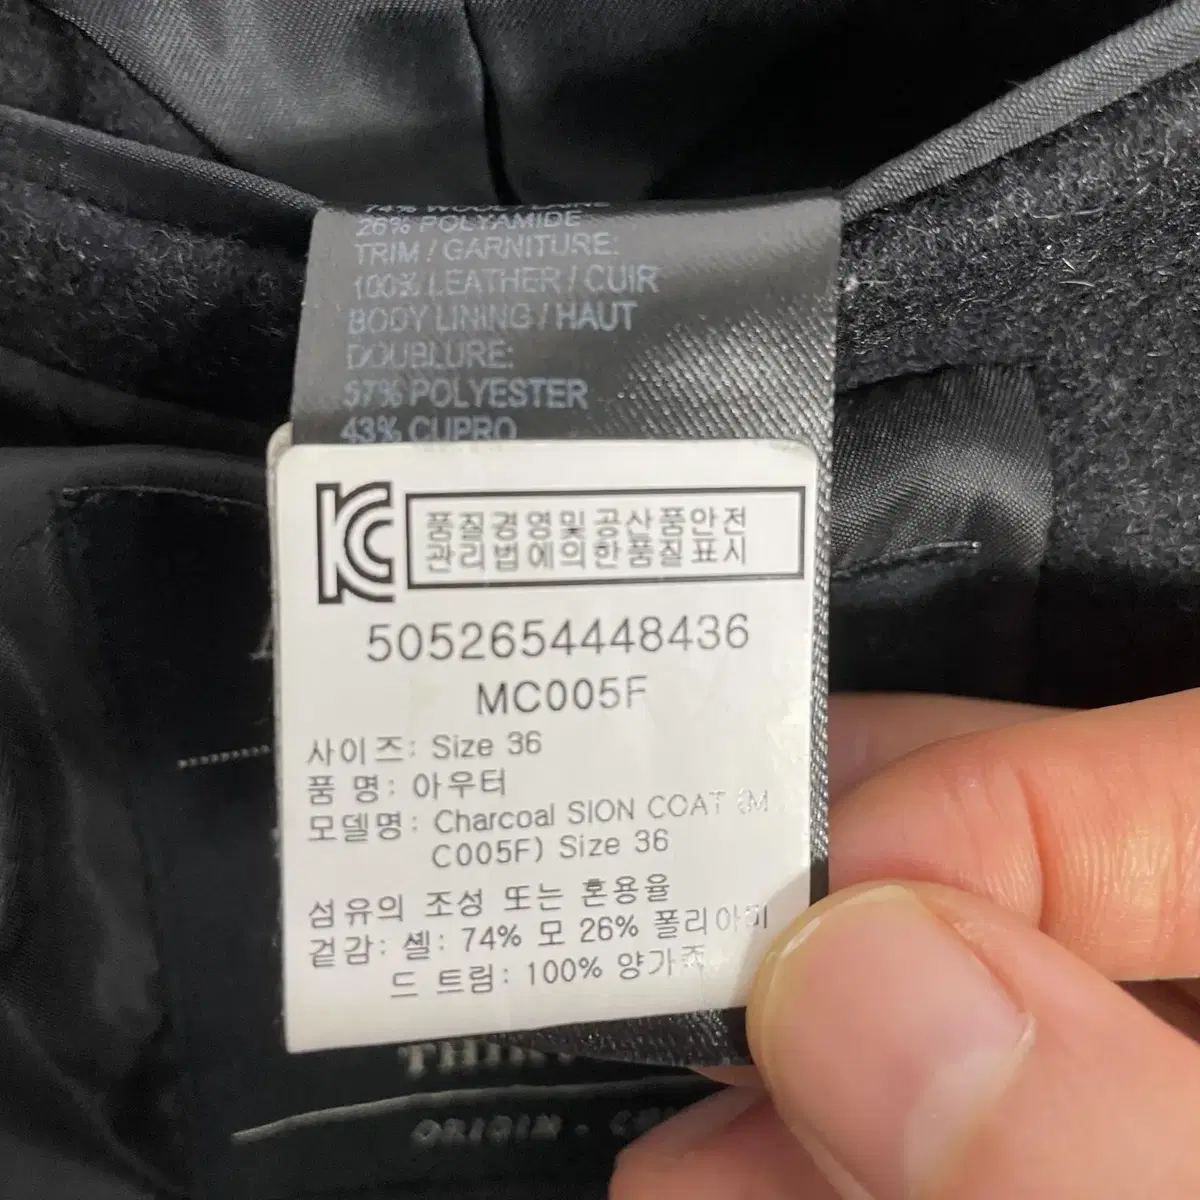 26% POLYAMIDE
TRIM / GARNITURE:
100% LEATHER / CUIR
BODY LINING / HAUT
DOUBLURE:
57% POLYESTER
43% CUPRO
품질경영및공산품안전
관리법에의한품질표시
5052654448436
MC005F
사이즈: Size 36
품 명: 아우터
모델명: Charcoal SION COAT (M
C005F) Size 36
섬유의 조성 또는 혼용율
겉감: 셸: 74% 모 26% 폴리아미
드 트림: 100% 양가죽
ORIGIN